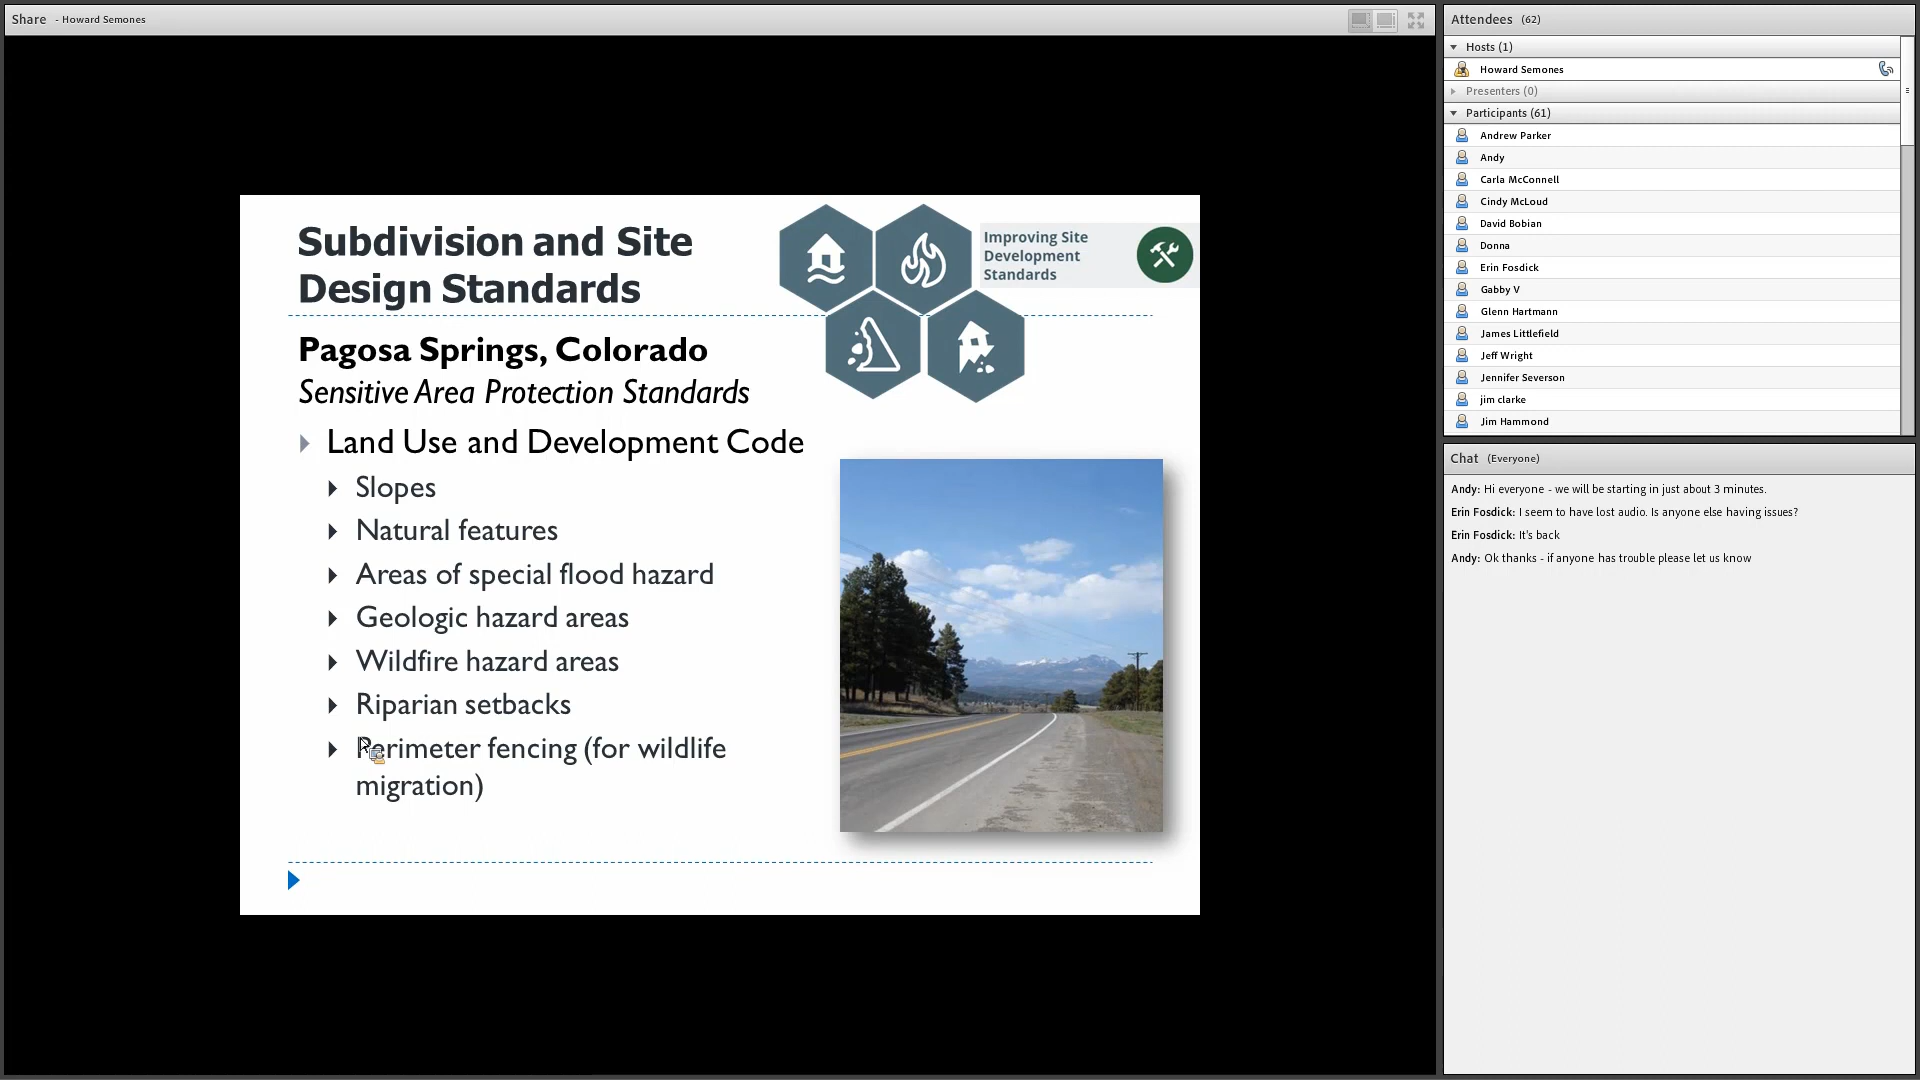 Share - Howard Semones
Subdivision and Site
Design Standards
Improving Site
Development
Standards
Pagosa Springs, Colorado
Sensitive Area Protection Standards
Land Use and Development Code
Slopes
Natural features
Areas of special flood hazard
Geologic hazard areas
Wildfire hazard areas
Riparian setbacks
Perimeter fencing (for wildlife
migration)
Attendees (62)
Hosts (1)
Howard Semones
Presenters (0)
Participants (61)
Andrew Parker
Andy
Carla McConnell
Cindy McLoud
David Bobian
Donna
Erin Fosdick
Gabby V
Glenn Hartmann
James Littlefield
Jeff Wright
Jennifer Severson
jim clarke
Jim Hammond
Chat (Everyone)
Andy: Hi everyone - we will be starting in just about 3 minutes.
Erin Fosdick: I seem to have lost audio. Is anyone else having issues?
Erin Fosdick: It's back
Andy: Ok thanks - if anyone has trouble please let us know